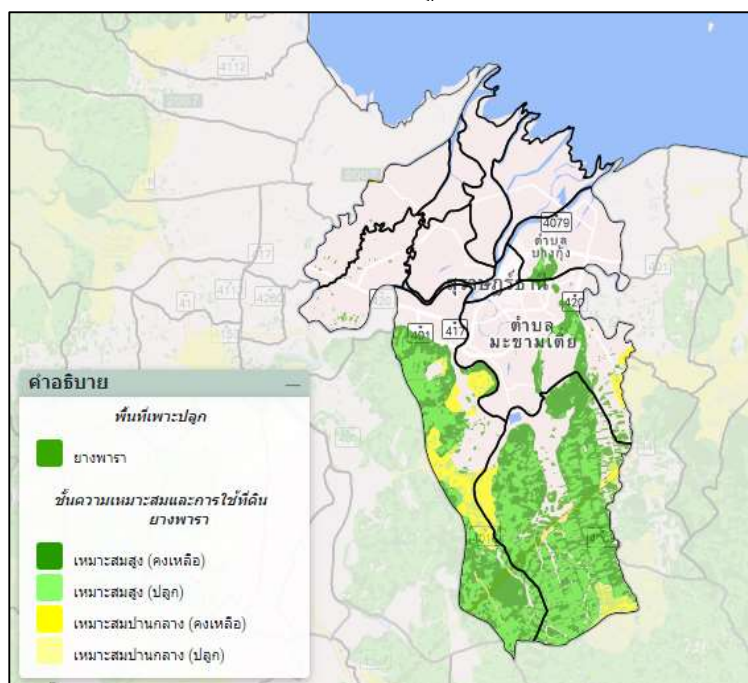 4112
4079
ตำบล
บางกุ้ง
417
401
4112
4260
420
สุราษฎร์ธานี
420
401
417
ตำบล
มะขามเตี้ย
คำอธิบาย
พื้นที่เพาะปลูก
ยางพารา
ชั้นความเหมาะสมและการใช้ที่ดิน
ยางพารา
เหมาะสมสูง (คงเหลือ)
เหมาะสมสูง (ปลูก)
เหมาะสมปานกลาง (คงเหลือ)
เหมาะสมปานกลาง (ปลูก)